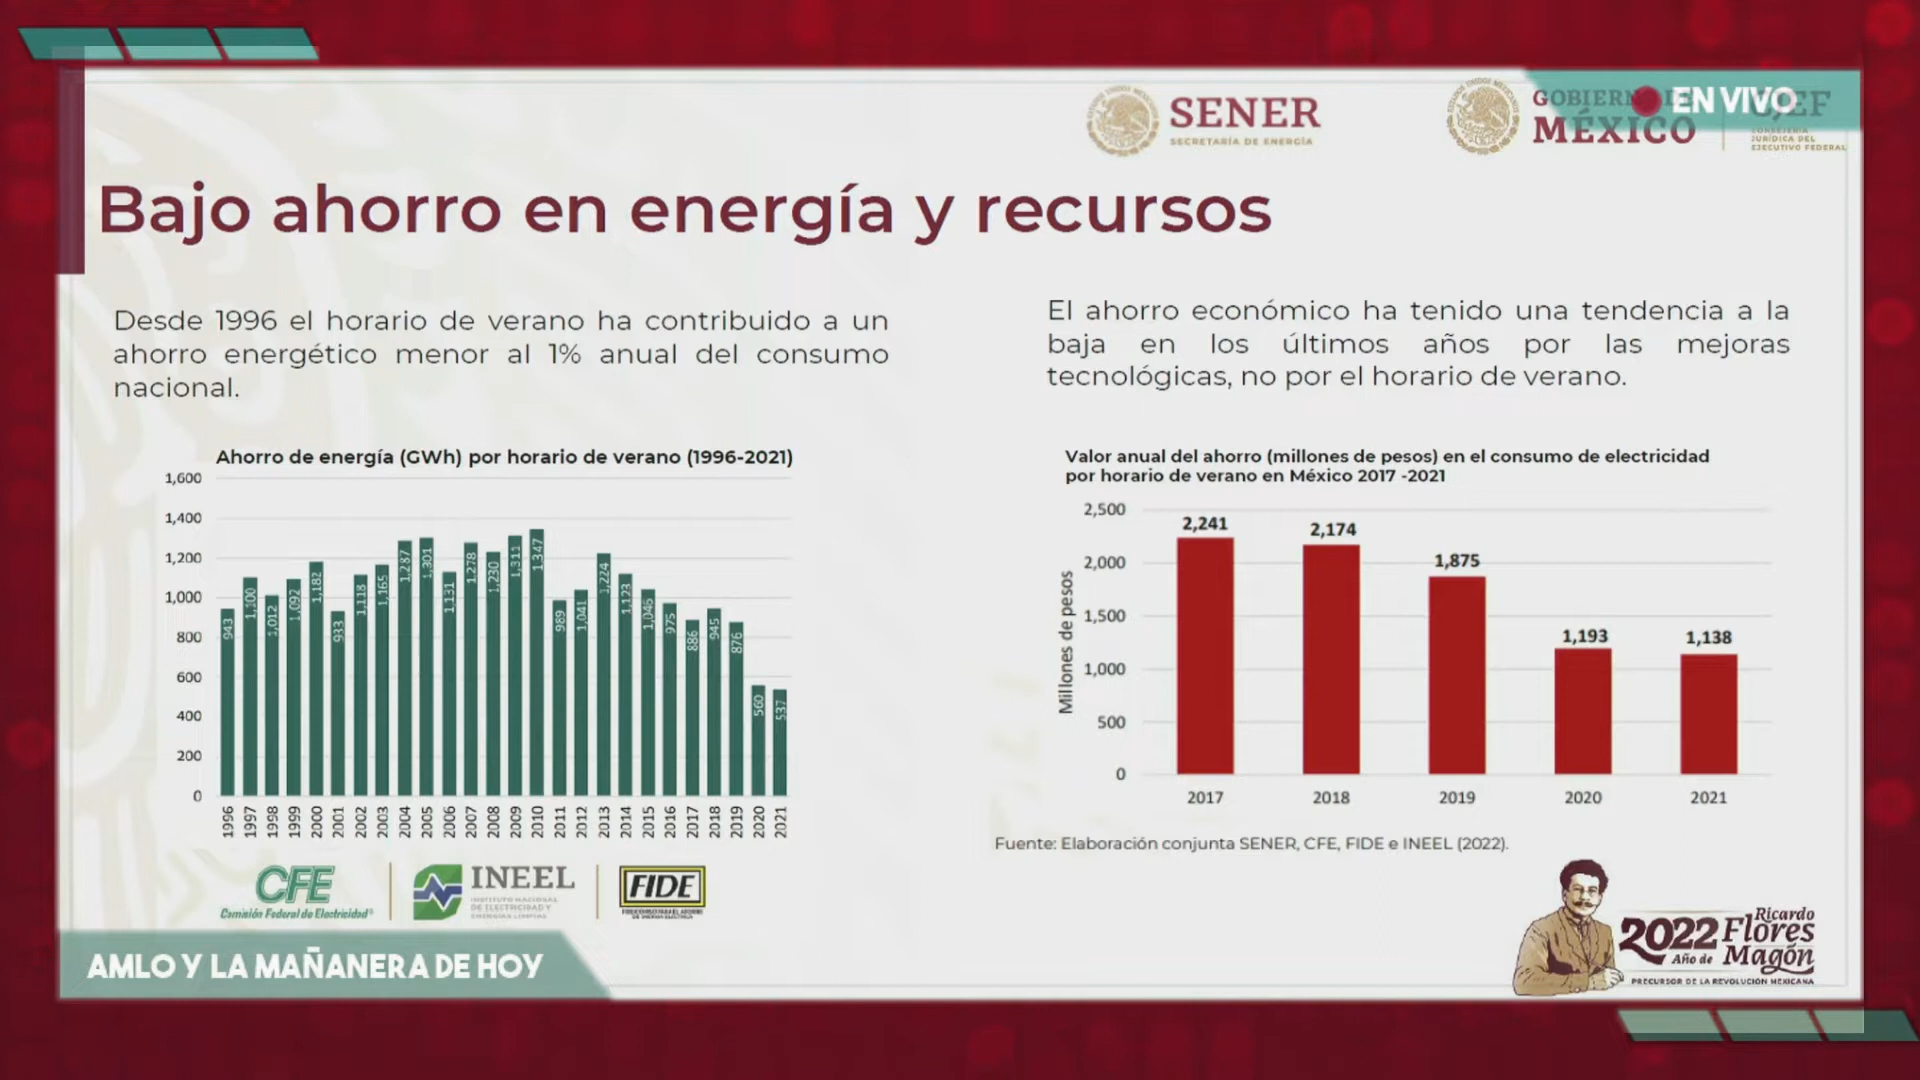 SENER
SECRETARÍA DE ENERGÍA
MÉXICO
CONSEJERÍA
JURÍDICA DEL
EJECUTIVO FEDERAL
EN VIVO
Bajo ahorro en energía y recursos
Desde 1996 el horario de verano ha contribuido a un
ahorro energético menor al 1% anual del consumo
nacional.
El ahorro económico ha tenido una tendencia a la
baja en los últimos años por las mejoras
tecnológicas, no por el horario de verano.
Ahorro de energía (GWh) por horario de verano (1996-2021)
1,600
1,400
1,200
1,000
800
600
400
200
0
943
1,100
1,012
1,092
1,182
933
1,118
1,165
1,287
1,301
1,131
1,278
1,230
1,311
1,347
989
1,041
1,224
1,123
1,046
975
886
945
876
560
537
1996
1997
1998
1999
2000
2001
2002
2003
2004
2005
2006
2007
2008
2009
2010
2011
2012
2013
2014
2015
2016
2017
2018
2019
2020
2021
Valor anual del ahorro (millones de pesos) en el consumo de electricidad
por horario de verano en México 2017 -2021
Millones de pesos
2,500
2,000
1,500
1,000
500
0
2,241
2,174
1,875
1,193
1,138
2017
2018
2019
2020
2021
Fuente: Elaboración conjunta SENER, CFE, FIDE e INEEL (2022).
CFE
Comisión Federal de Electricidad®
INEEL
INSTITUTO NACIONAL
DE ELECTRICIDAD Y
ENERGÍAS LIMPIAS
FIDE
AMLO Y LA MAÑANERA DE HOY
2022
Año de
Ricardo
Flores
Magón
PRECURSOR DE LA REVOLUCIÓN MEXICANA